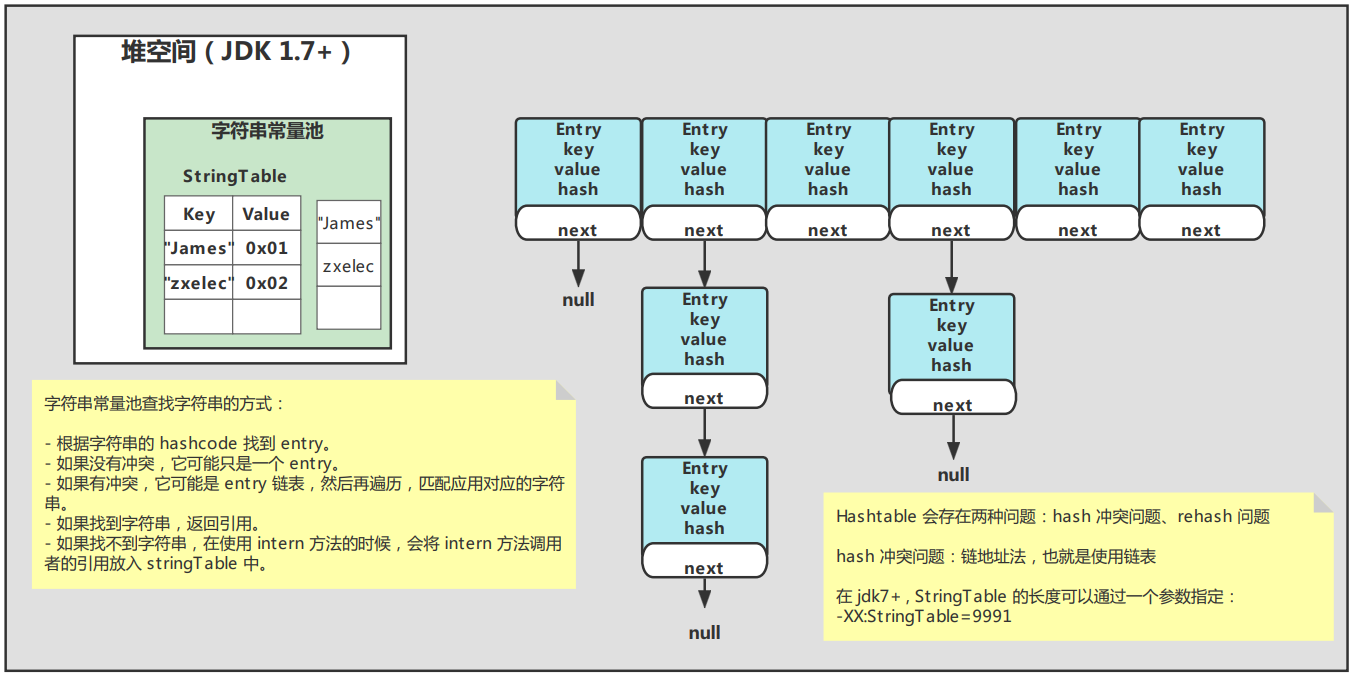 堆空间（JDK 1.7+）
字符串常量池
StringTable
Key Value
"James" 0x01
"zxelec" 0x02
"James"
zxelec
Entry
key
value
hash
next
Entry
key
value
hash
next
Entry
key
value
hash
next
Entry
key
value
hash
next
Entry
key
value
hash
next
Entry
key
value
hash
next
null
Entry
key
value
hash
next
Entry
key
value
hash
next
null
Entry
key
value
hash
next
null
字符串常量池查找字符串的方式：
- 根据字符串的 hashcode 找到 entry。
- 如果没有冲突，它可能只是一个 entry。
- 如果有冲突，它可能是 entry 链表，然后再遍历，匹配应用对应的字符
串。
- 如果找到字符串，返回引用。
- 如果找不到字符串，在使用 intern 方法的时候，会将 intern 方法调用
者的引用放入 stringTable 中。
Hashtable 会存在两种问题：hash 冲突问题、rehash 问题
hash 冲突问题：链地址法，也就是使用链表
在 jdk7+，StringTable 的长度可以通过一个参数指定：
-XX:StringTable=9991